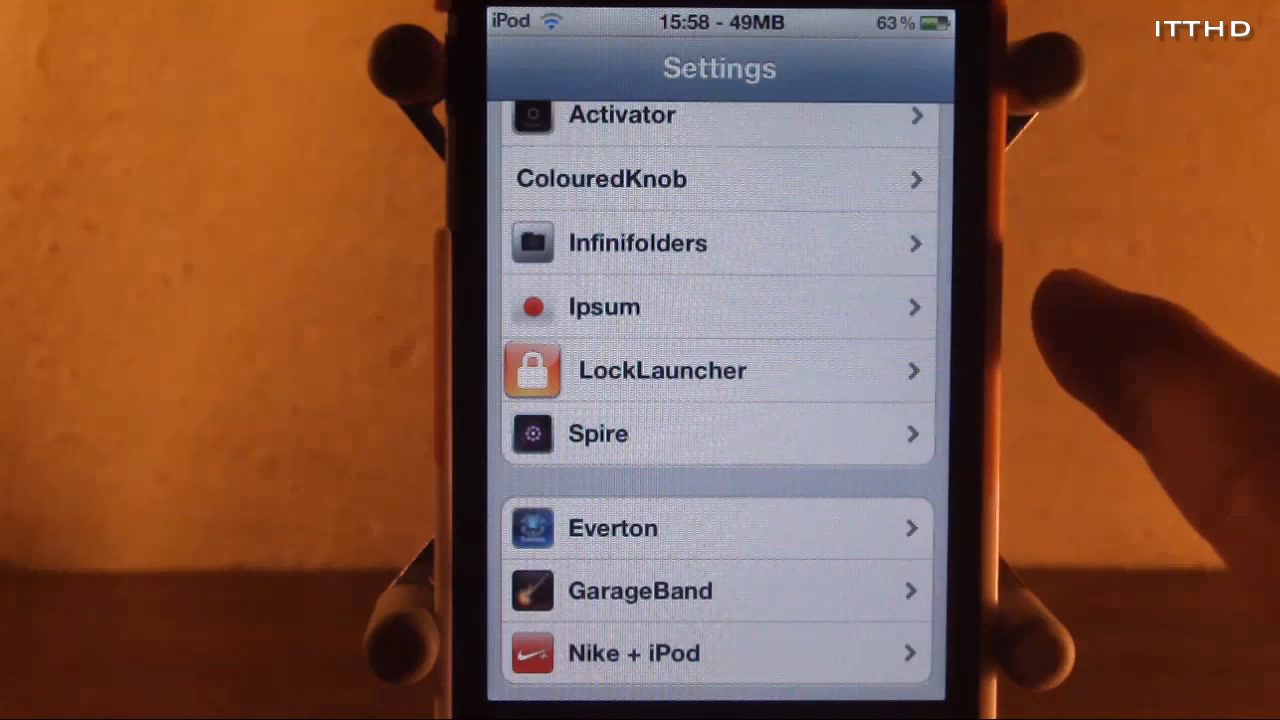 iPod 15:58 - 49MB 63%
ITTHD
Settings
Activator
ColouredKnob
Infinifolders
Ipsum
LockLauncher
Spire
Everton
GarageBand
Nike + iPod